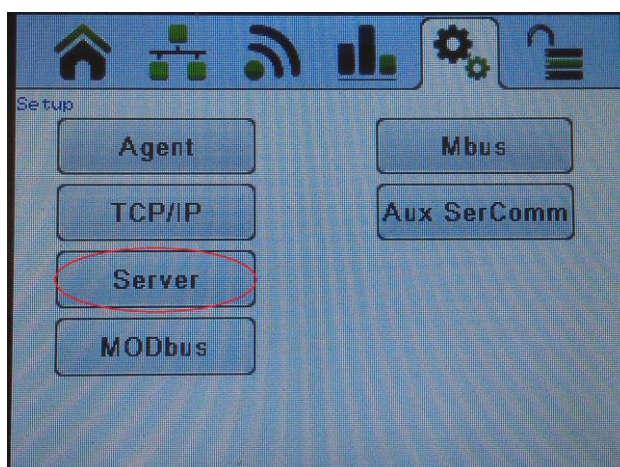 Setup
Agent
Mbus
TCP/IP
Aux SerComm
Server
MODbus